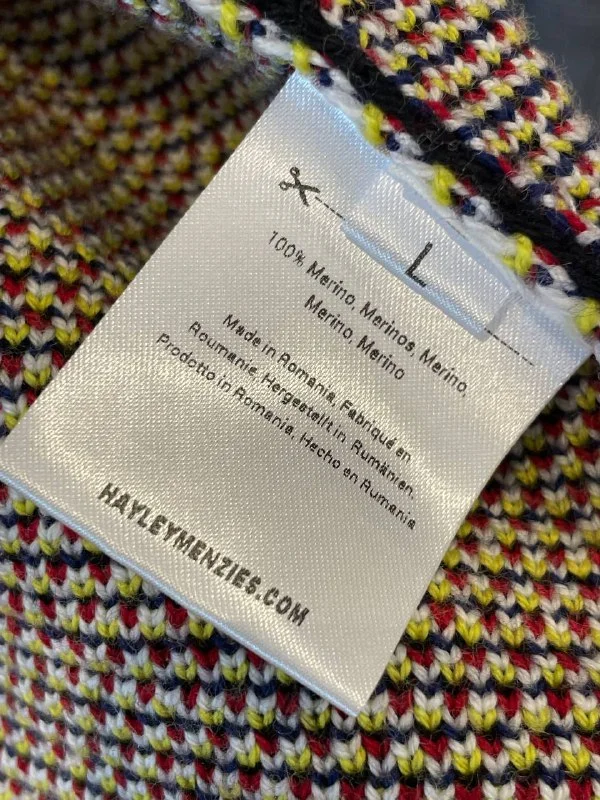 L
100% Merino, Merinos, Merino,
Merino, Merino
Made in Romania, Fabriqué en
Roumanie, Hergestellt in Rumänien,
Prodotto in Romania, Hecho en Rumania
HAYLEYMENZIES.COM